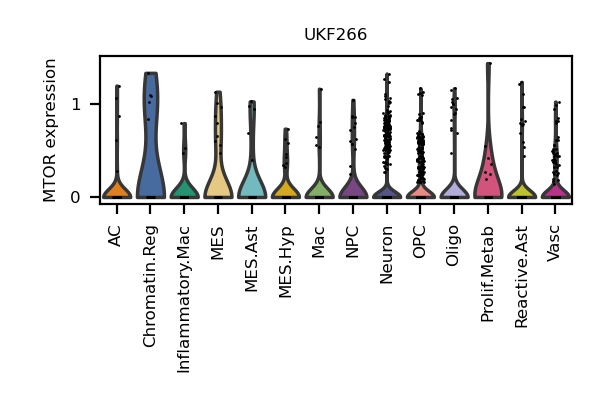 UKF266
MTOR expression
1
0
AC
Chromatin.Reg
Inflammatory.Mac
MES
MES.Ast
MES.Hyp
Mac
NPC
Neuron
OPC
Oligo
Prolif.Metab
Reactive.Ast
Vasc